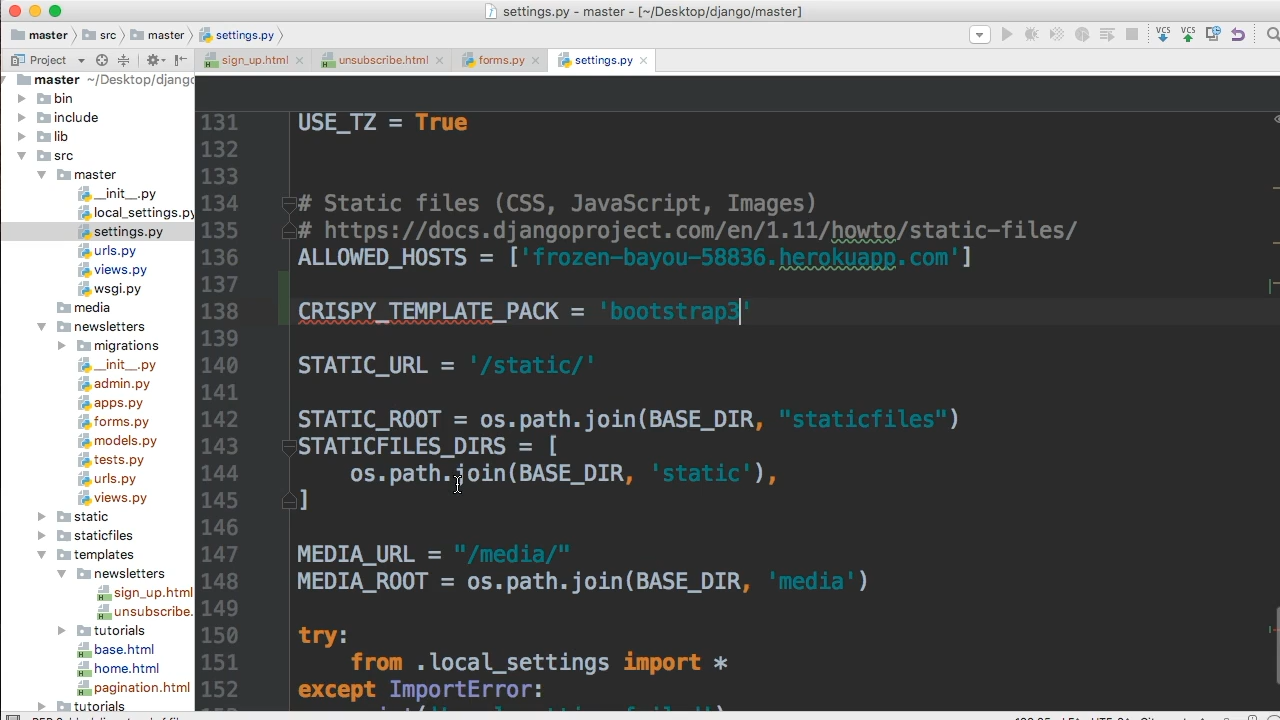 settings.py - master - [~/Desktop/django/master]
master src master settings.py
VCS VCS
Project sign_up.html unsubscribe.html forms.py settings.py
master ~/Desktop/djang
bin
include
lib
src
master
__init__.py
local_settings.py
settings.py
urls.py
views.py
wsgi.py
media
newsletters
migrations
__init__.py
admin.py
apps.py
forms.py
models.py
tests.py
urls.py
views.py
static
staticfiles
templates
newsletters
sign_up.html
unsubscribe.
tutorials
base.html
home.html
pagination.html
tutorials
131 USE_TZ = True
132
133
134 # Static files (CSS, JavaScript, Images)
135 # https://docs.djangoproject.com/en/1.11/howto/static-files/
136 ALLOWED_HOSTS = ['frozen-bayou-58836.herokuapp.com']
137
138 CRISPY_TEMPLATE_PACK = 'bootstrap3'
139
140 STATIC_URL = '/static/'
141
142 STATIC_ROOT = os.path.join(BASE_DIR, "staticfiles")
143 STATICFILES_DIRS = [
144 os.path.join(BASE_DIR, 'static'),
145 ]
146
147 MEDIA_URL = "/media/"
148 MEDIA_ROOT = os.path.join(BASE_DIR, 'media')
149
150 try:
151 from .local_settings import *
152 except ImportError: